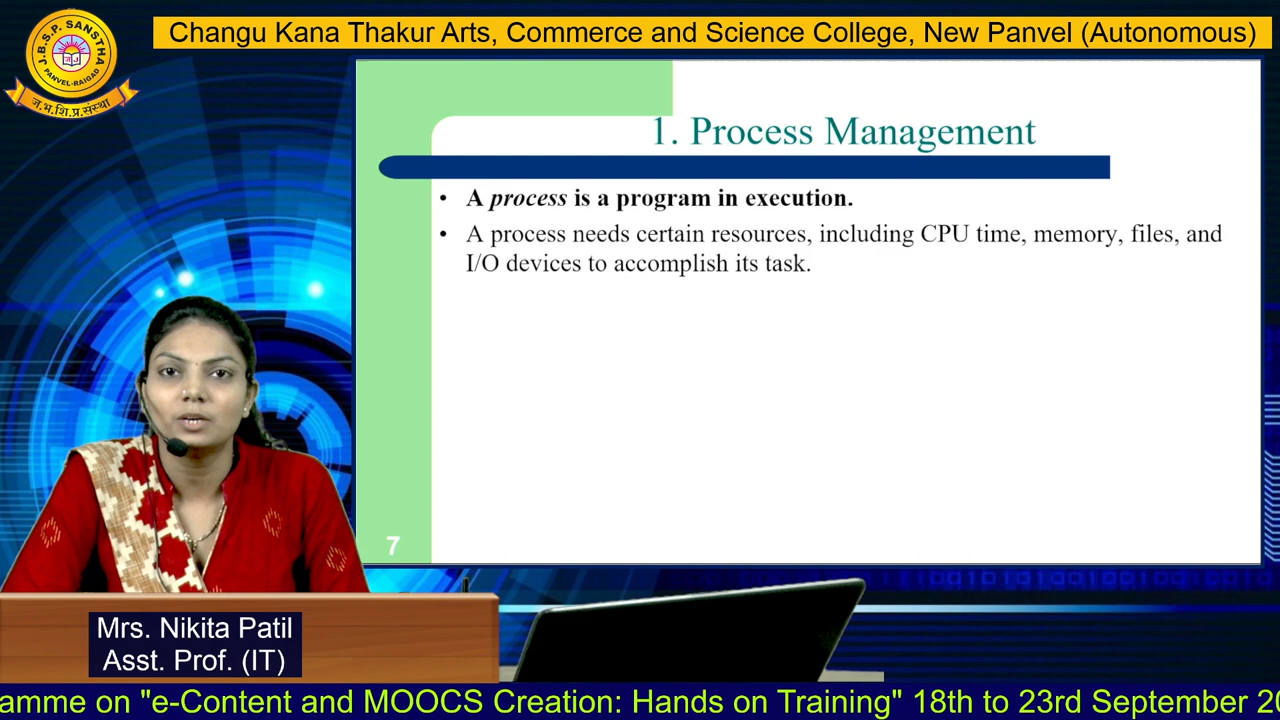 J.B.S.P. SANSTHA
PANVEL-RAIGAD
ज.भ.शि.प्र.संस्था
Changu Kana Thakur Arts, Commerce and Science College, New Panvel (Autonomous)
1. Process Management
• A process is a program in execution.
• A process needs certain resources, including CPU time, memory, files, and
I/O devices to accomplish its task.
7
Mrs. Nikita Patil
Asst. Prof. (IT)
amme on "e-Content and MOOCS Creation: Hands on Training" 18th to 23rd September 20